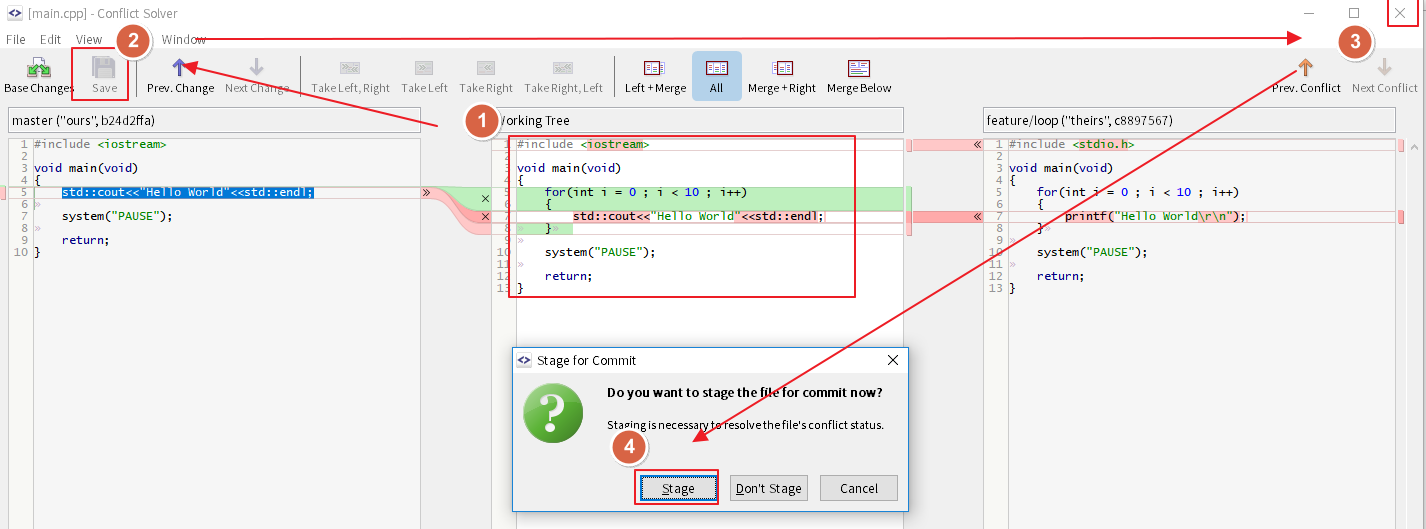 [main.cpp] - Conflict Solver
File Edit View Window
2
3
Base Changes Save Prev. Change Next Change Take Left, Right Take Left Take Right Take Right, Left Left + Merge All Merge + Right Merge Below Prev. Conflict Next Conflict
1
master ("ours", b24d2ffa)
Working Tree
feature/loop ("theirs", c8897567)
1 #include <iostream>
2
3 void main(void)
4 {
5 std::cout<<"Hello World"<<std::endl;
6 »
7 system("PAUSE");
8 »
9 return;
10 }
1 #include <iostream>
2
3 void main(void)
4 {
5 for(int i = 0 ; i < 10 ; i++)
6 {
7 std::cout<<"Hello World"<<std::endl;
8 » }»
9 »
10 system("PAUSE");
11 »
12 return;
13 }
1 #include <stdio.h>
2
3 void main(void)
4 {
5 for(int i = 0 ; i < 10 ; i++)
6 {
7 printf("Hello World\r\n");
8 }»
9 »
10 system("PAUSE");
11 »
12 return;
13 }
Stage for Commit
Do you want to stage the file for commit now?
Staging is necessary to resolve the file's conflict status.
4
Stage Don't Stage Cancel